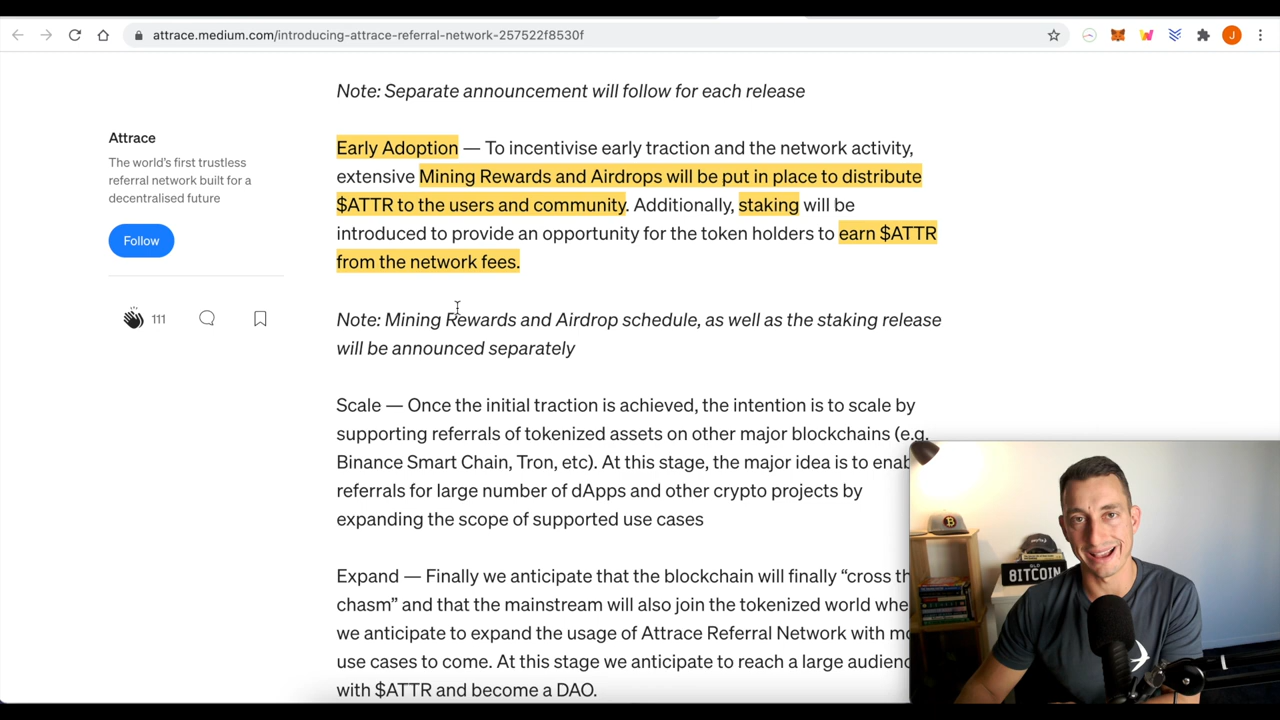 attrace.medium.com/introducing-attrace-referral-network-257522f8530f
J
Note: Separate announcement will follow for each release
Attrace
The world's first trustless
referral network built for a
decentralised future
Follow
111
Early Adoption — To incentivise early traction and the network activity,
extensive Mining Rewards and Airdrops will be put in place to distribute
$ATTR to the users and community. Additionally, staking will be
introduced to provide an opportunity for the token holders to earn $ATTR
from the network fees.
Note: Mining Rewards and Airdrop schedule, as well as the staking release
will be announced separately
Scale — Once the initial traction is achieved, the intention is to scale by
supporting referrals of tokenized assets on other major blockchains (e.g.
Binance Smart Chain, Tron, etc). At this stage, the major idea is to enab
referrals for large number of dApps and other crypto projects by
expanding the scope of supported use cases
Expand — Finally we anticipate that the blockchain will finally “cross th
chasm” and that the mainstream will also join the tokenized world whe
we anticipate to expand the usage of Attrace Referral Network with mo
use cases to come. At this stage we anticipate to reach a large audienc
with $ATTR and become a DAO.
8ITCOIN